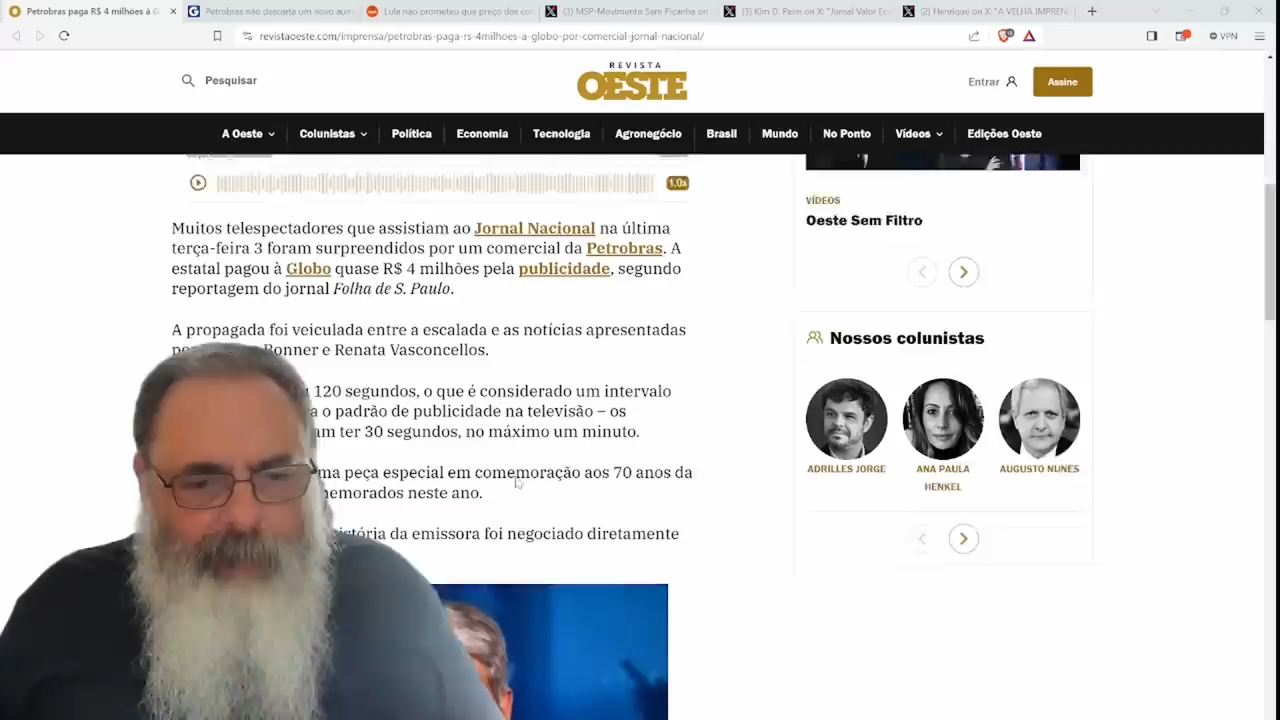 Petrobras paga R$ 4 milhões à G
Petrobras não descarta um novo aum
Lula não prometeu que preço dos co
(3) MSP-Movimento Sem Picanha on
(3) Kim D. Paim on X: "Jornal Valor E
(2) Henrique on X: "A VELHA IMPREN
revistaoeste.com/imprensa/petrobras-paga-rs-4milhoes-a-globo-por-comercial-jornal-nacional/
VPN
Pesquisar
REVISTA
OESTE
Entrar
Assine
A Oeste
Colunistas
Política
Economia
Tecnologia
Agronegócio
Brasil
Mundo
No Ponto
Vídeos
Edições Oeste
1.0x
Muitos telespectadores que assistiam ao Jornal Nacional na última
terça-feira 3 foram surpreendidos por um comercial da Petrobras. A
estatal pagou à Globo quase R$ 4 milhões pela publicidade, segundo
reportagem do jornal Folha de S. Paulo.
A propagada foi veiculada entre a escalada e as notícias apresentadas
Bonner e Renata Vasconcellos.
120 segundos, o que é considerado um intervalo
a o padrão de publicidade na televisão – os
am ter 30 segundos, no máximo um minuto.
ma peça especial em comemoração aos 70 anos da
memorados neste ano.
istória da emissora foi negociado diretamente
VÍDEOS
Oeste Sem Filtro
Nossos colunistas
ADRILLES JORGE
ANA PAULA
HENKEL
AUGUSTO NUNES